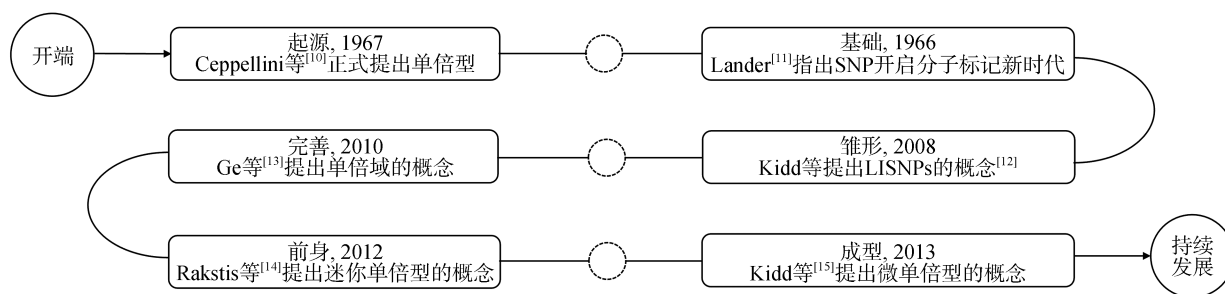 开端
起源, 1967
Ceppellini等[10]正式提出单倍型
基础, 1966
Lander[11]指出SNP开启分子标记新时代
雏形, 2008
Kidd等提出LISNPs的概念[12]
完善, 2010
Ge等[13]提出单倍域的概念
前身, 2012
Rakstis等[14]提出迷你单倍型的概念
成型, 2013
Kidd等[15]提出微单倍型的概念
持续
发展